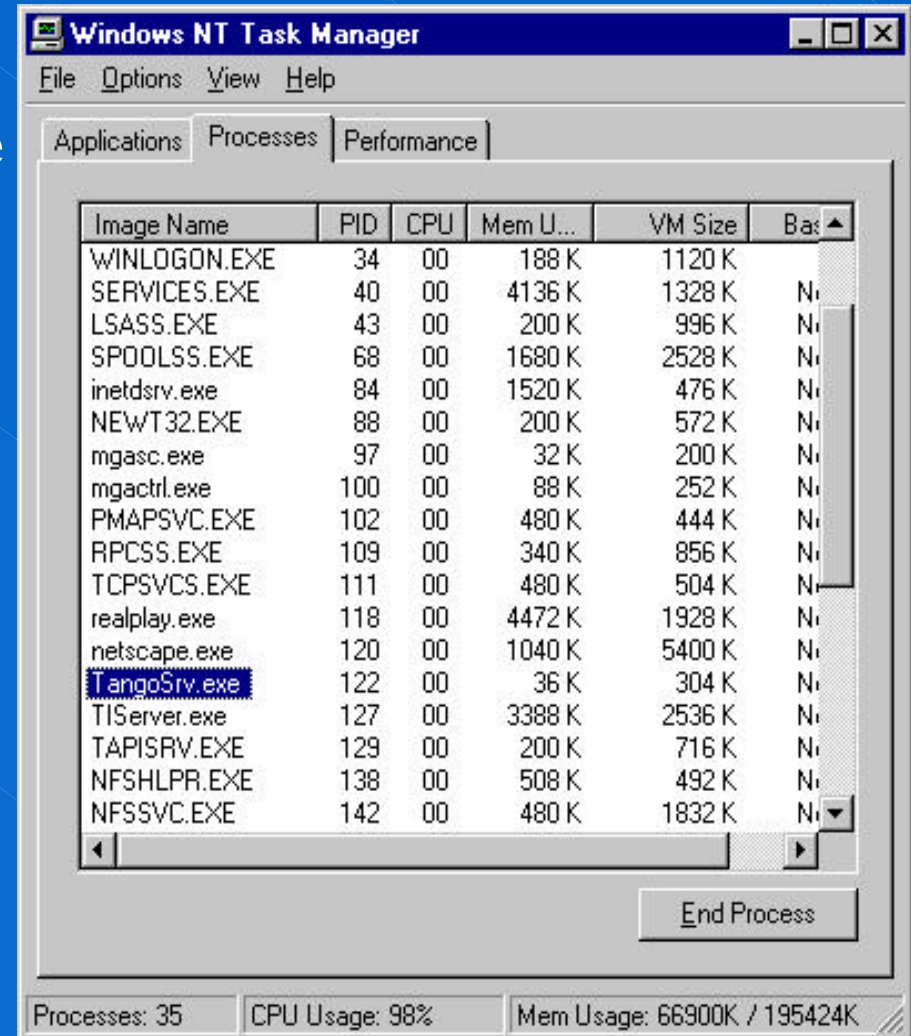 Windows NT Task Manager
File Options View Help
e
Applications Processes Performance
Image Name PID CPU Mem U... VM Size Bas
WINLOGON.EXE 34 00 188 K 1120 K
SERVICES.EXE 40 00 4136 K 1328 K N
LSASS.EXE 43 00 200 K 996 K N
SPOOLSS.EXE 68 00 1680 K 2528 K N
inetdsrv.exe 84 00 1520 K 476 K N
NEWT32.EXE 88 00 200 K 572 K N
mgasc.exe 97 00 32 K 200 K N
mgactrl.exe 100 00 88 K 252 K N
PMAPSVC.EXE 102 00 480 K 444 K N
RPCSS.EXE 109 00 340 K 856 K N
TCPSVCS.EXE 111 00 480 K 504 K N
realplay.exe 118 00 4472 K 1928 K N
netscape.exe 120 00 1040 K 5400 K N
TangoSrv.exe 122 00 36 K 304 K N
TIServer.exe 127 00 3388 K 2536 K N
TAPISRV.EXE 129 00 200 K 716 K N
NFSHLPR.EXE 138 00 508 K 492 K N
NFSSVC.EXE 142 00 480 K 1832 K N
End Process
Processes: 35 CPU Usage: 98% Mem Usage: 66900K / 195424K